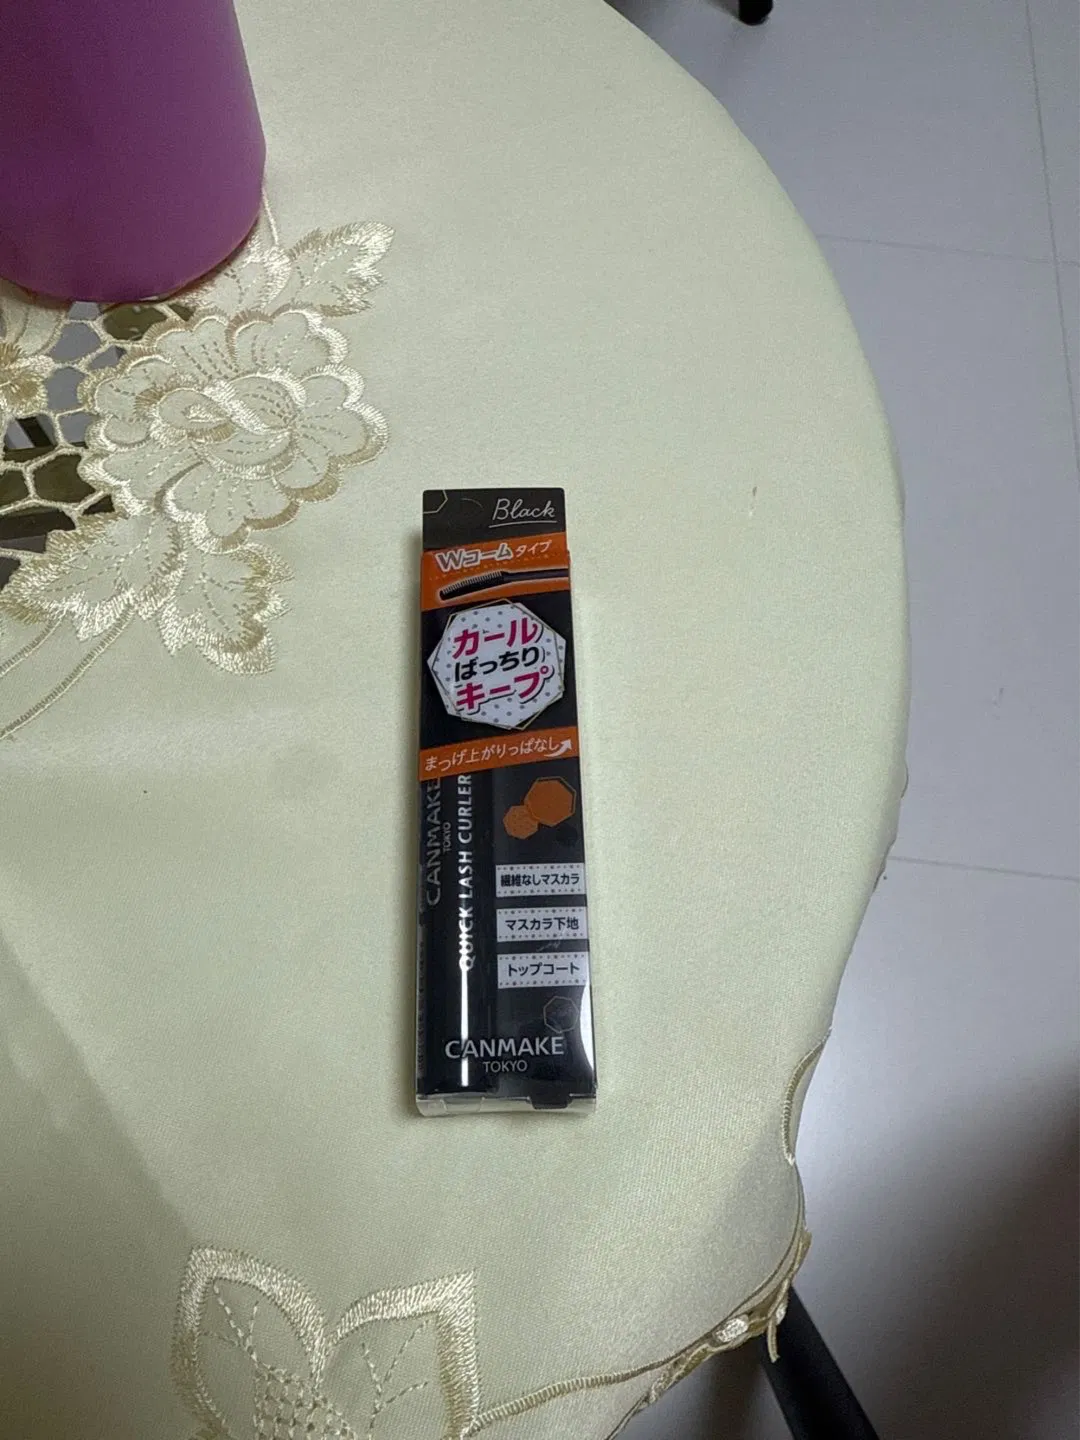 Black
Wコームタイプ
カール
ばっちり
キープ
まつげ上がりっぱなし
CANMAKE
TOKYO
QUICK LASH CURLER
繊維なしマスカラ
マスカラ下地
トップコート
CANMAKE
TOKYO